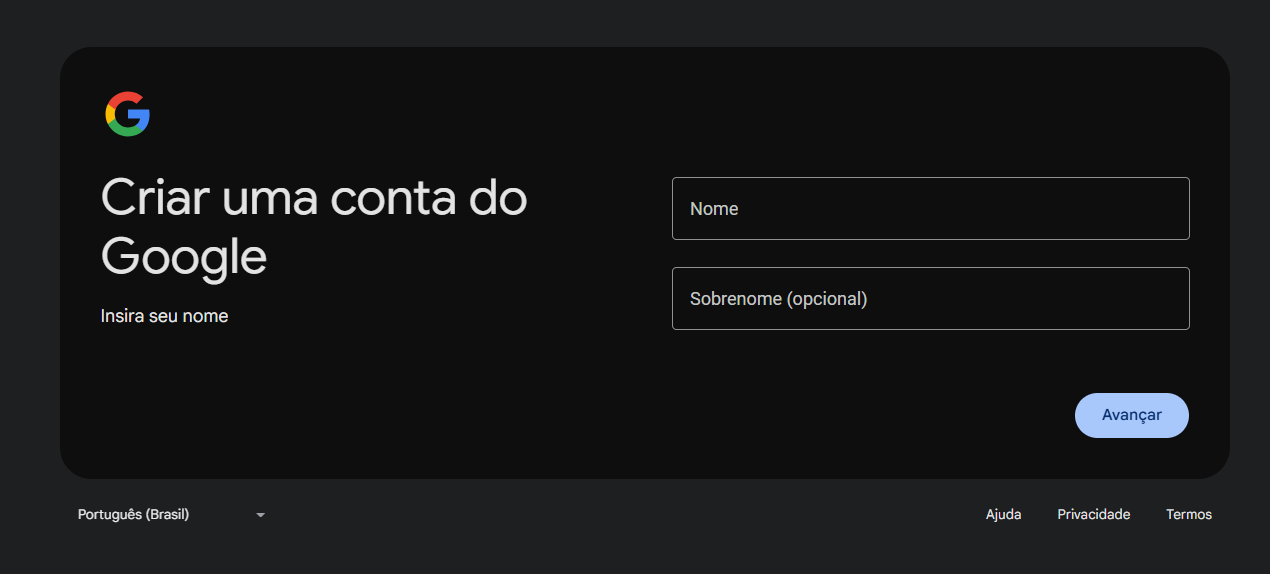 Criar uma conta do
Google
Insira seu nome
Nome
Sobrenome (opcional)
Avançar
Português (Brasil)
Ajuda
Privacidade
Termos